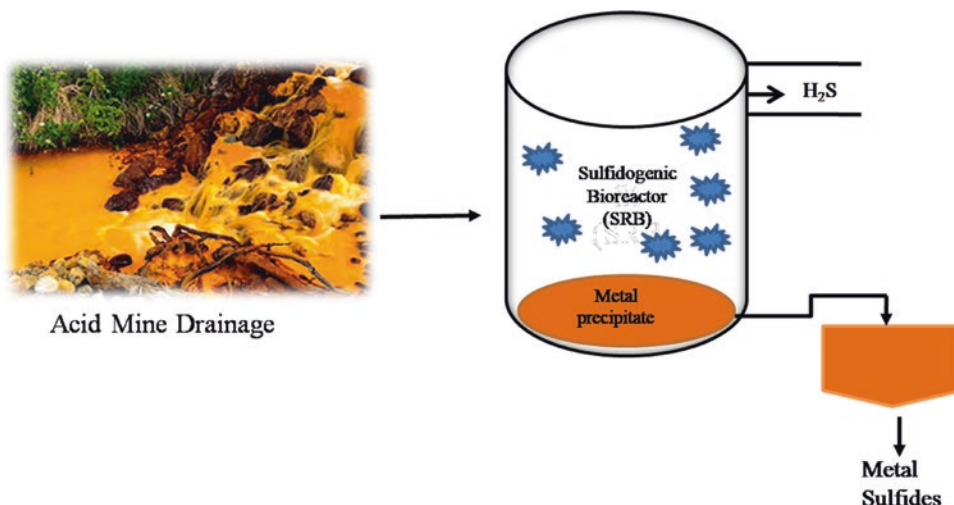 Acid Mine Drainage
H₂S
Sulfidogenic
Bioreactor
(SRB)
Metal
precipitate
Metal
Sulfides